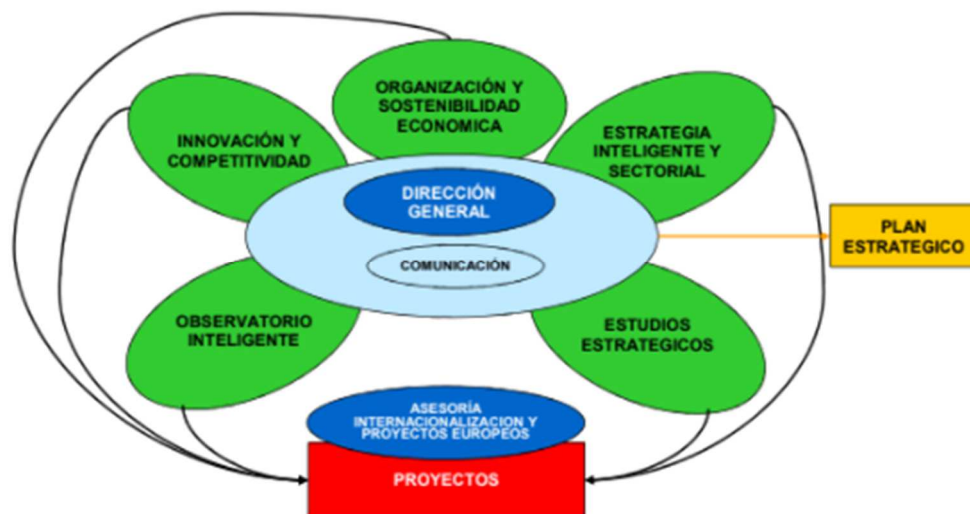 ORGANIZACIÓN Y
SOSTENIBILIDAD
ECONOMICA
INNOVACIÓN Y
COMPETITIVIDAD
ESTRATEGIA
INTELIGENTE Y
SECTORIAL
DIRECCIÓN
GENERAL
COMUNICACIÓN
PLAN
ESTRATEGICO
OBSERVATORIO
INTELIGENTE
ESTUDIOS
ESTRATEGICOS
ASESORÍA
INTERNACIONALIZACION Y
PROYECTOS EUROPEOS
PROYECTOS